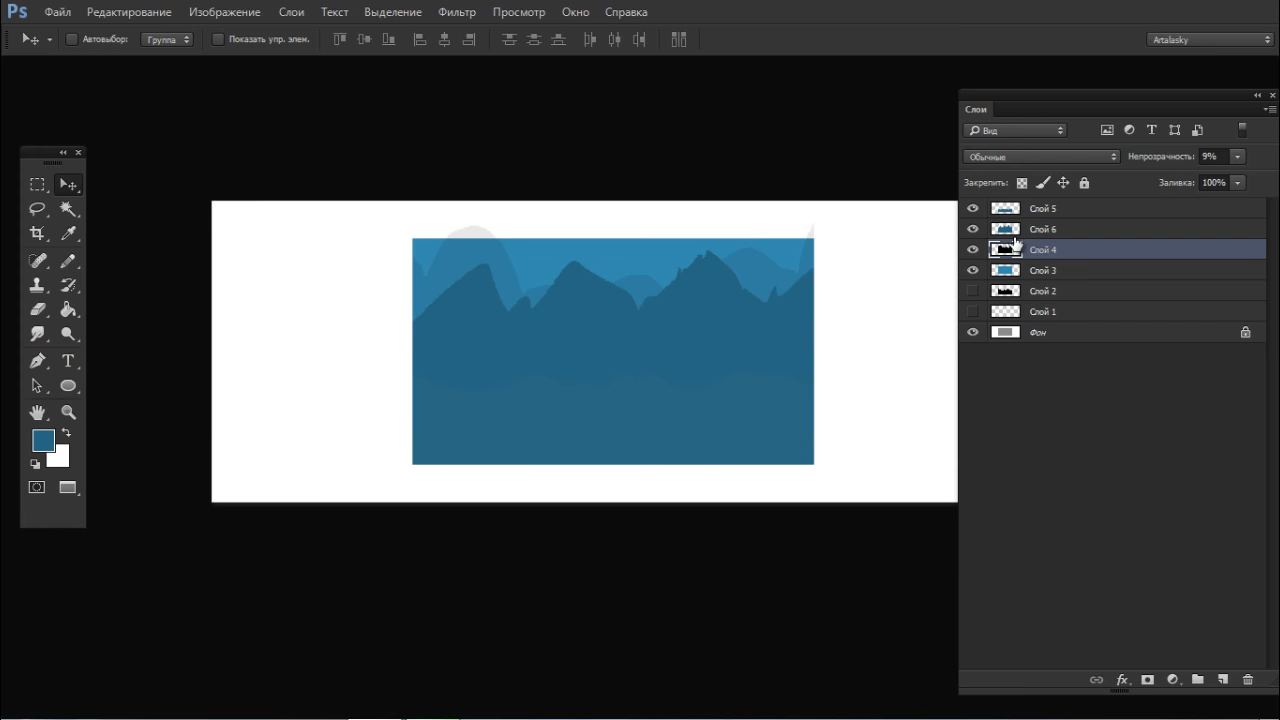 Ps Файл Редактирование Изображение Слои Текст Выделение Фильтр Просмотр Окно Справка
Автовыбор: Группа Показать упр. элем. Artalasky
Слои
Вид
Обычные Непрозрачность: 9%
Закрепить: Заливка: 100%
Слой 5
Слой 6
Слой 4
Слой 3
Слой 2
Слой 1
Фон
T
fx